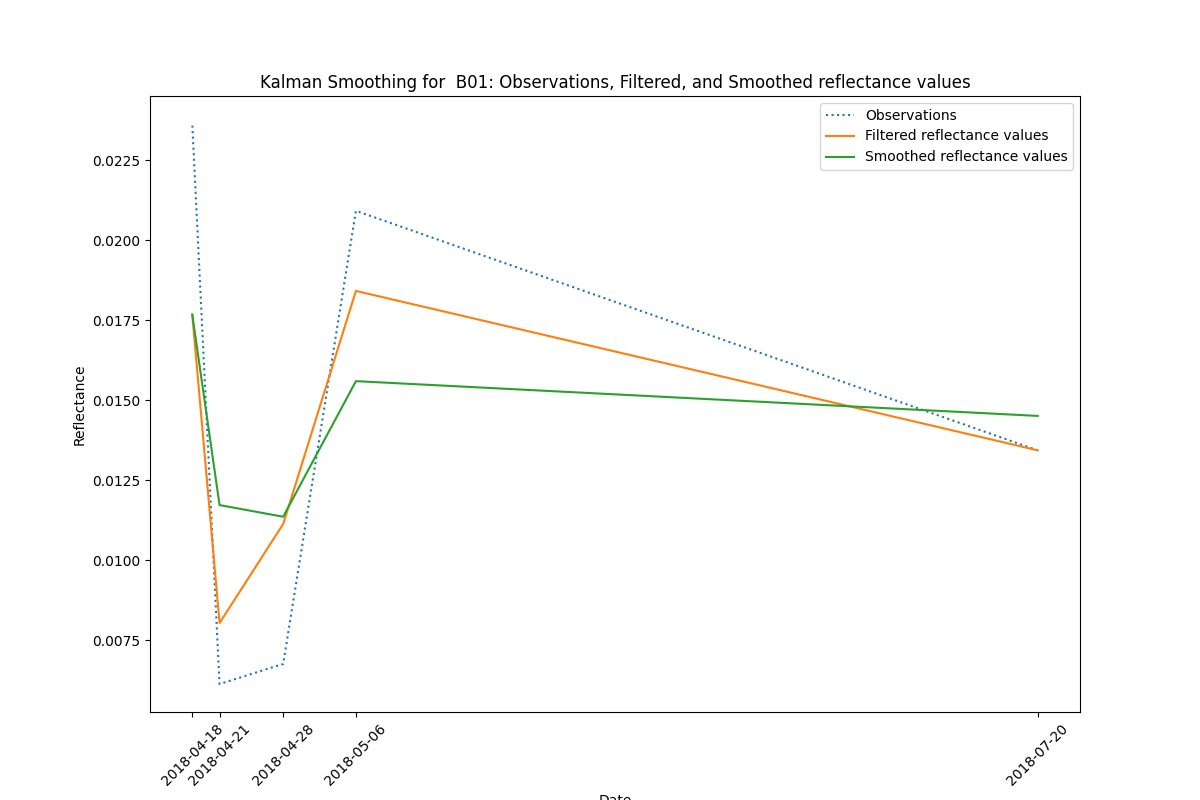 Kalman Smoothing for  B01: Observations, Filtered, and Smoothed reflectance values
Observations
Filtered reflectance values
Smoothed reflectance values
0.0225
0.0200
0.0175
0.0150
0.0125
0.0100
0.0075
Reflectance
2018-04-18
2018-04-21
2018-04-28
2018-05-06
2018-07-20
Date